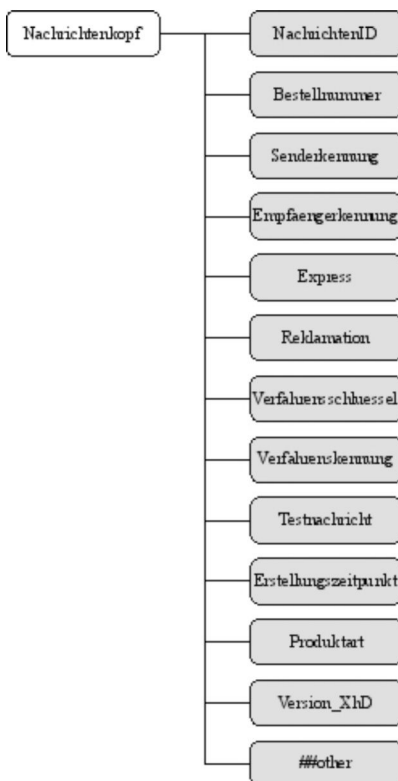 Nachrichtenkopf
NachrichtenID
Bestellnummer
Senderkennung
Empfaengerkennung
Express
Reklamation
Verfahrensschluessel
Verfahrenskennung
Testnachricht
Erstellungszeitpunkt
Produktart
Version_XhD
##other